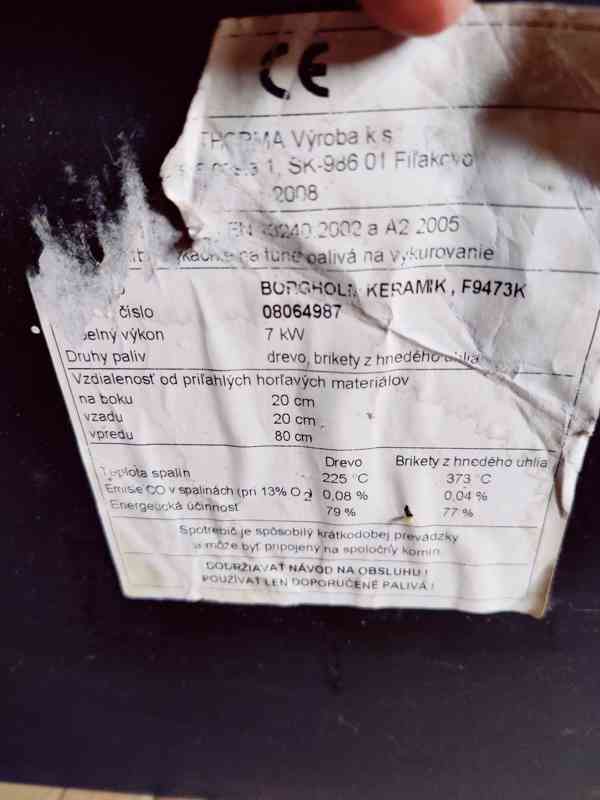 CE
THORMA Výroba k s
1, SK-986 01 Fiľakovo
2008
EN 13240 2002 a A2 2005
na tuhé palivá na vykurovanie
BORGHOLM KERAMIK , F9473K
číslo 08064987
výkon 7 kW
Druhy palív drevo, brikety z hnedého uhlia
Vzdialenosť od priľahlých horľavých materiálov
na boku 20 cm
vzadu 20 cm
vpredu 80 cm
Drevo Brikety z hnedého uhlia
Teplota spalín 225 °C 373 °C
Emisie CO v spalinách (pri 13% O2) 0,08 % 0,04 %
Energetická účinnosť 79 % 77 %
Spotrebič je spôsobilý krátkodobej prevádzky
a môže byť pripojený na spoločný komín.
DODRŽIAVAŤ NÁVOD NA OBSLUHU !
POUŽÍVAŤ LEN DOPORUČENÉ PALIVÁ !